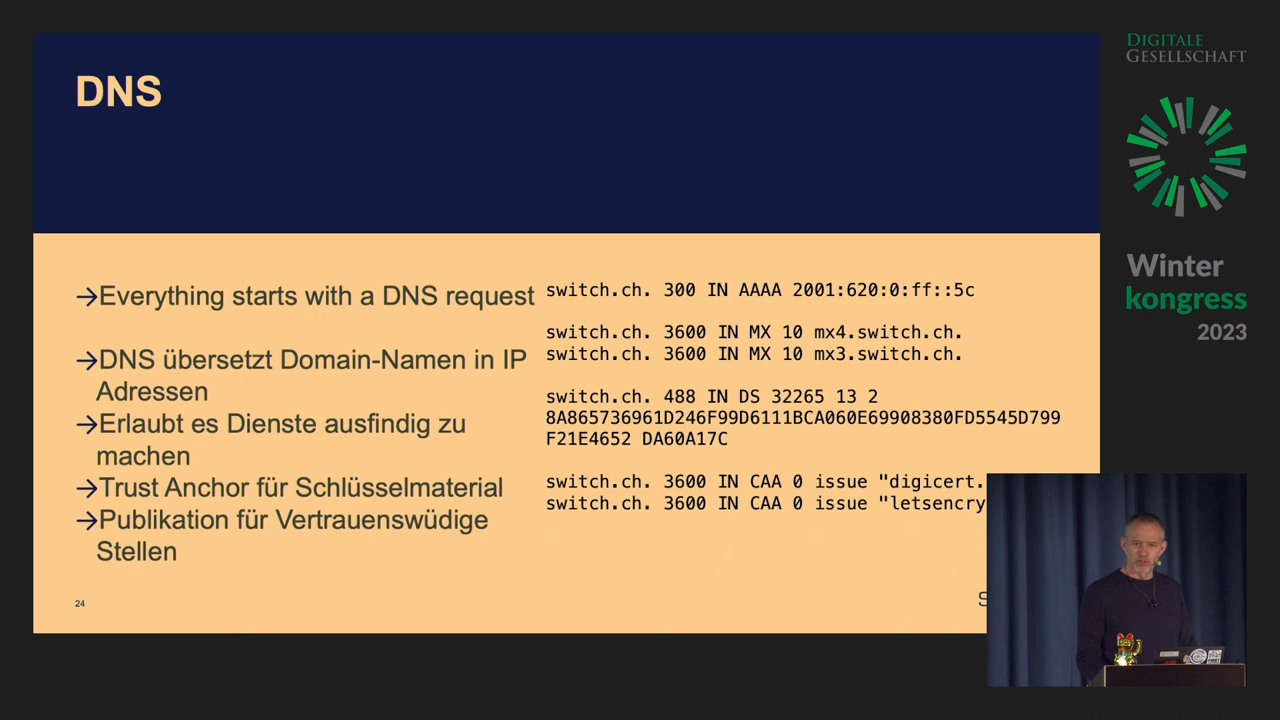 DNS
→Everything starts with a DNS request
→DNS übersetzt Domain-Namen in IP
Adressen
→Erlaubt es Dienste ausfindig zu
machen
→Trust Anchor für Schlüsselmaterial
→Publikation für Vertrauenswüdige
Stellen
switch.ch. 300 IN AAAA 2001:620:0:ff::5c
switch.ch. 3600 IN MX 10 mx4.switch.ch.
switch.ch. 3600 IN MX 10 mx3.switch.ch.
switch.ch. 488 IN DS 32265 13 2
8A865736961D246F99D6111BCA060E69908380FD5545D799
F21E4652 DA60A17C
switch.ch. 3600 IN CAA 0 issue "digicert.
switch.ch. 3600 IN CAA 0 issue "letsency
24
DIGITALE
GESELLSCHAFT
Winter
kongress
2023